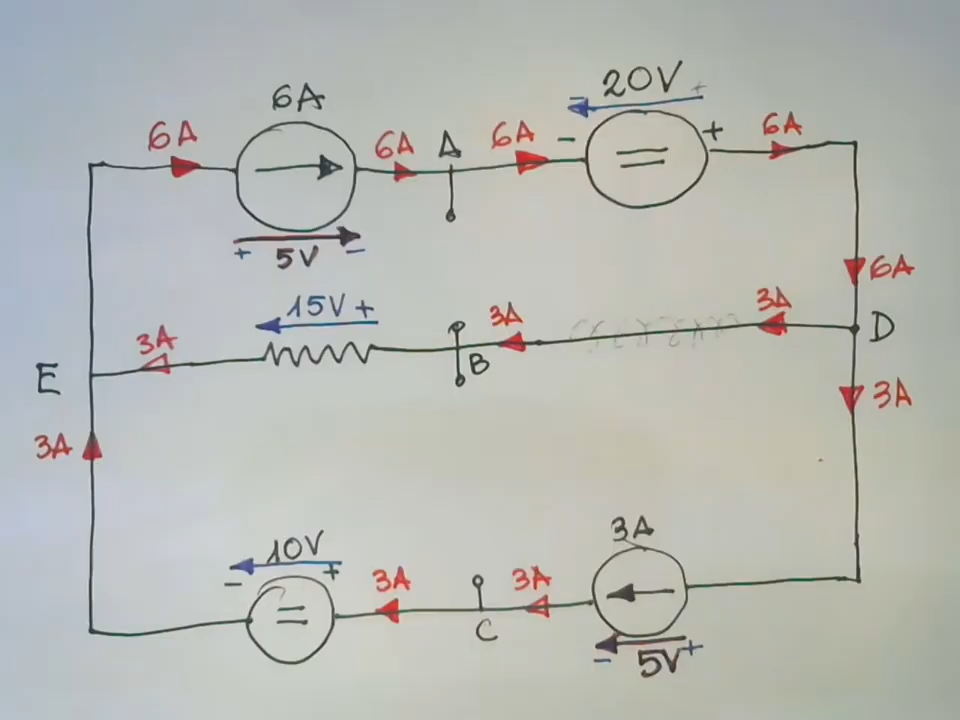 20V
- +
6A
6A
6A
A
6A
- +
6A
+ 5V -
6A
15V +
3A
3A
3A
D
E
B
3A
3A
3A
10V
- +
3A
3A
C
- 5V +